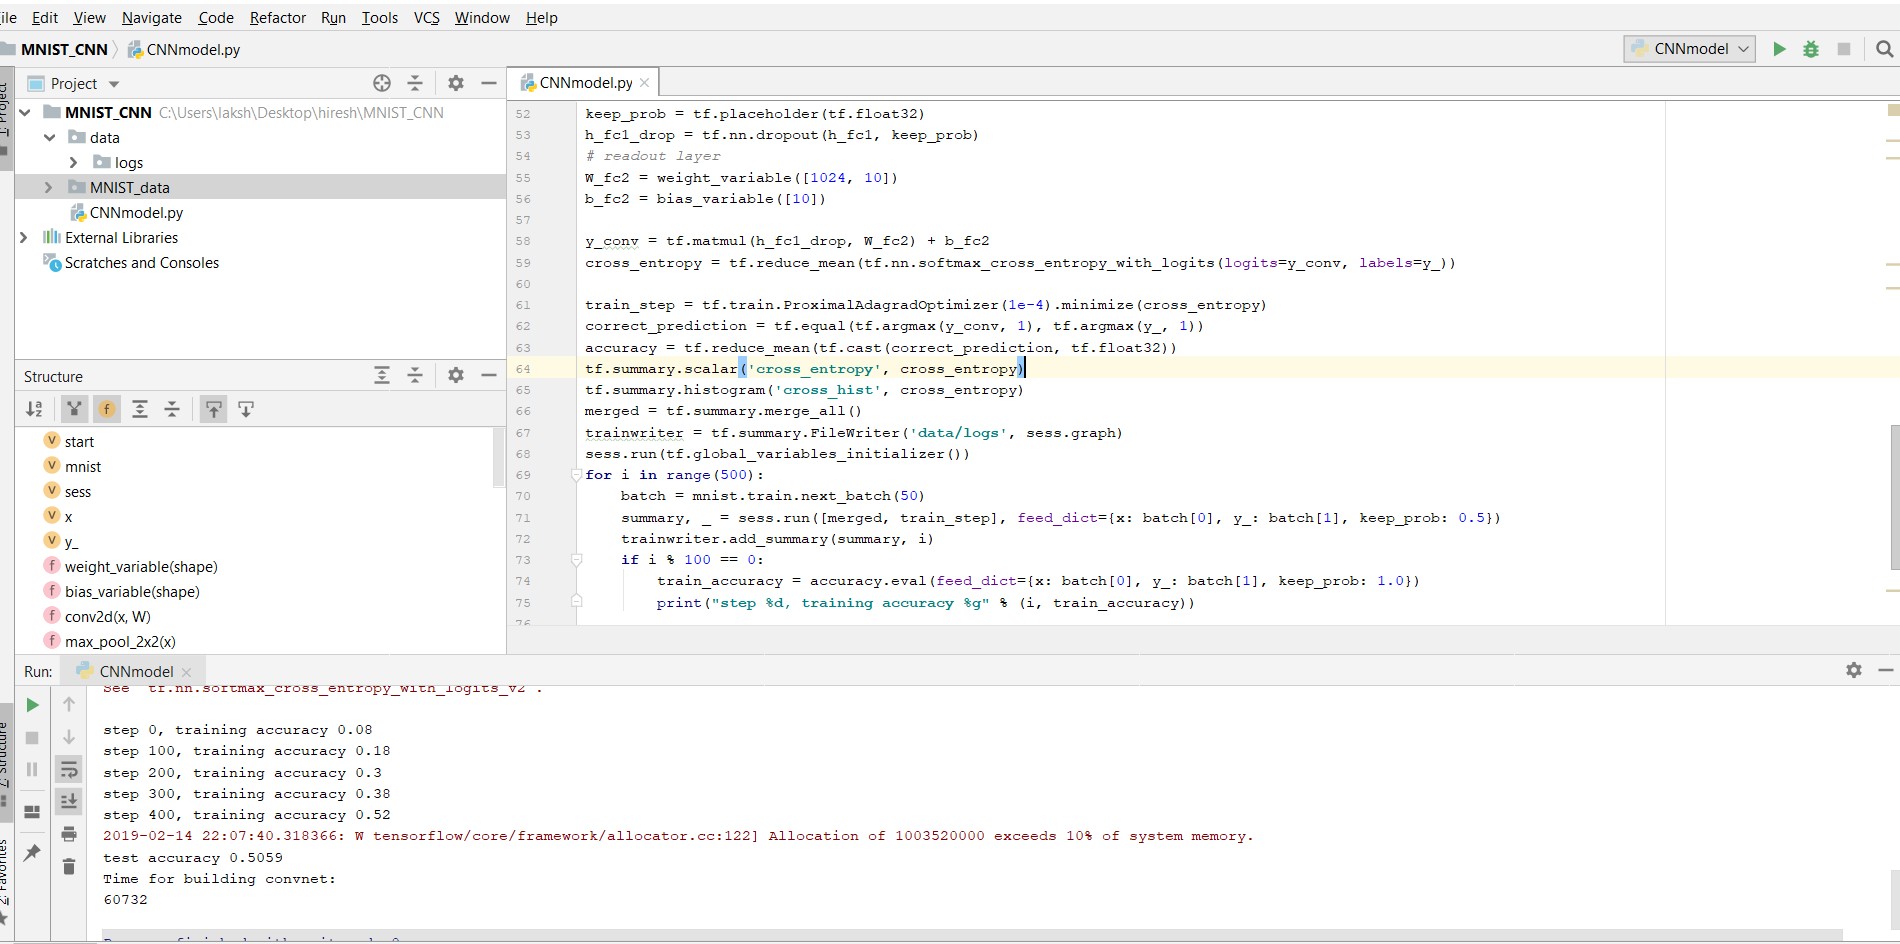 ile Edit View Navigate Code Refactor Run Tools VCS Window Help
MNIST_CNN CNNmodel.py CNNmodel
1: Project
Project
MNIST_CNN C:\Users\laksh\Desktop\hiresh\MNIST_CNN
data
logs
MNIST_data
CNNmodel.py
External Libraries
Scratches and Consoles
Structure
start
mnist
sess
x
y_
weight_variable(shape)
bias_variable(shape)
conv2d(x, W)
max_pool_2x2(x)
CNNmodel.py
52 keep_prob = tf.placeholder(tf.float32)
53 h_fc1_drop = tf.nn.dropout(h_fc1, keep_prob)
54 # readout layer
55 W_fc2 = weight_variable([1024, 10])
56 b_fc2 = bias_variable([10])
57
58 y_conv = tf.matmul(h_fc1_drop, W_fc2) + b_fc2
59 cross_entropy = tf.reduce_mean(tf.nn.softmax_cross_entropy_with_logits(logits=y_conv, labels=y_))
60
61 train_step = tf.train.ProximalAdagradOptimizer(1e-4).minimize(cross_entropy)
62 correct_prediction = tf.equal(tf.argmax(y_conv, 1), tf.argmax(y_, 1))
63 accuracy = tf.reduce_mean(tf.cast(correct_prediction, tf.float32))
64 tf.summary.scalar('cross_entropy', cross_entropy)
65 tf.summary.histogram('cross_hist', cross_entropy)
66 merged = tf.summary.merge_all()
67 trainwriter = tf.summary.FileWriter('data/logs', sess.graph)
68 sess.run(tf.global_variables_initializer())
69 for i in range(500):
70 batch = mnist.train.next_batch(50)
71 summary, _ = sess.run([merged, train_step], feed_dict={x: batch[0], y_: batch[1], keep_prob: 0.5})
72 trainwriter.add_summary(summary, i)
73 if i % 100 == 0:
74 train_accuracy = accuracy.eval(feed_dict={x: batch[0], y_: batch[1], keep_prob: 1.0})
75 print("step %d, training accuracy %g" % (i, train_accuracy))
76
Run: CNNmodel
7: Structure
2: Favorites
See `tf.nn.softmax_cross_entropy_with_logits_v2`.
step 0, training accuracy 0.08
step 100, training accuracy 0.18
step 200, training accuracy 0.3
step 300, training accuracy 0.38
step 400, training accuracy 0.52
2019-02-14 22:07:40.318366: W tensorflow/core/framework/allocator.cc:122] Allocation of 1003520000 exceeds 10% of system memory.
test accuracy 0.5059
Time for building convnet:
60732